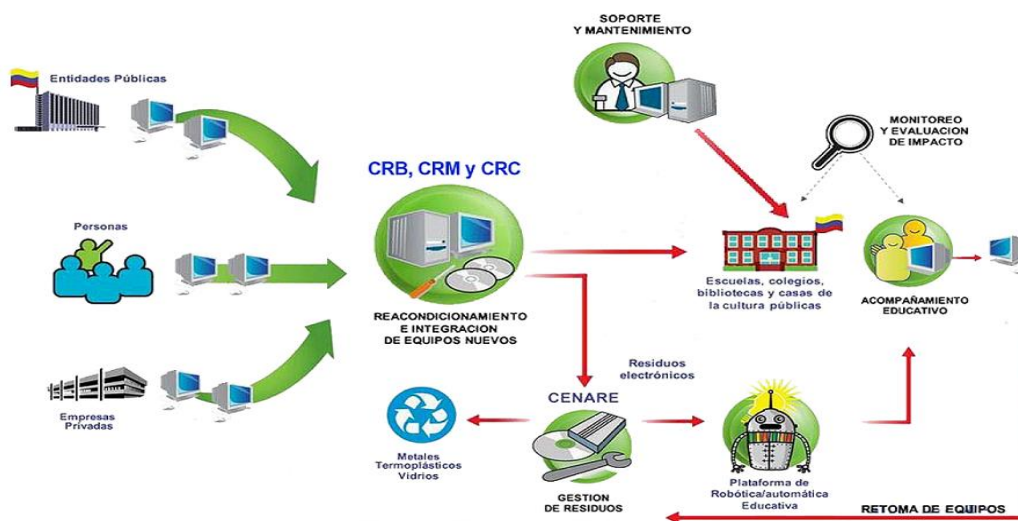 SOPORTE
Y MANTENIMIENTO
Entidades Públicas
MONITOREO
Y EVALUACION
DE IMPACTO
CRB, CRM y CRC
Personas
REACONDICIONAMIENTO
E INTEGRACION
DE EQUIPOS NUEVOS
Escuelas, colegios,
bibliotecas y casas de
la cultura públicas
ACOMPAÑAMIENTO
EDUCATIVO
Empresas
Privadas
Residuos
electrónicos
CENARE
Metales
Termoplásticos
Vidrios
GESTION
DE RESIDUOS
Plataforma de
Robótica/automática
Educativa
RETOMA DE EQUIPOS